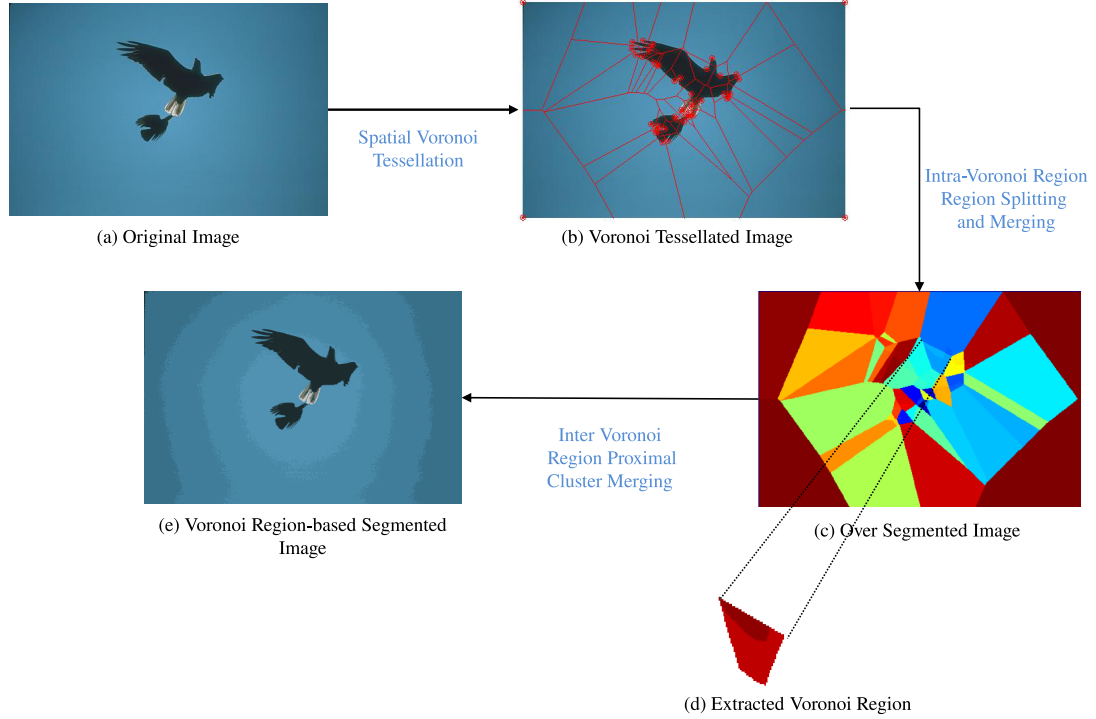 (a) Original Image
Spatial Voronoi
Tessellation
(b) Voronoi Tessellated Image
Intra-Voronoi Region
Region Splitting
and Merging
(c) Over Segmented Image
(d) Extracted Voronoi Region
Inter Voronoi
Region Proximal
Cluster Merging
(e) Voronoi Region-based Segmented
Image